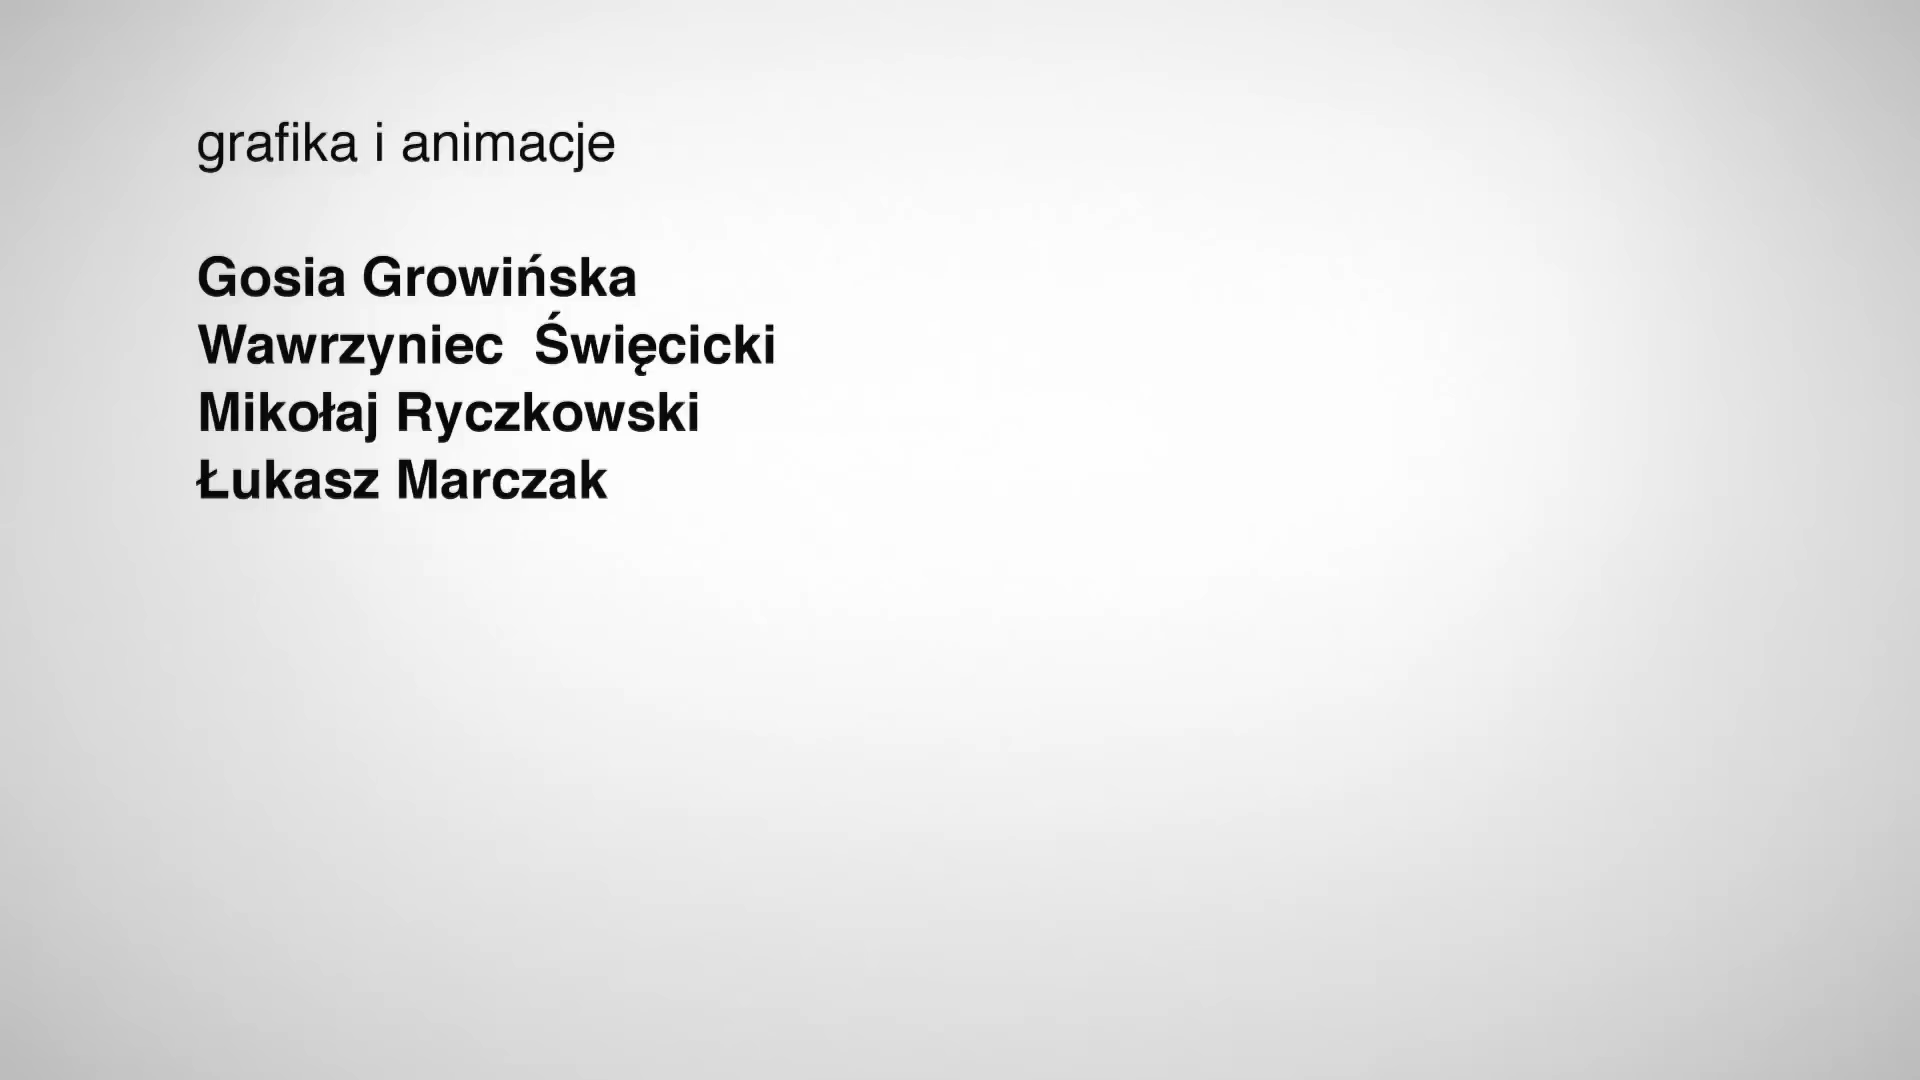 grafika i animacje
Gosia Growińska
Wawrzyniec  Święcicki
Mikołaj Ryczkowski
Łukasz Marczak